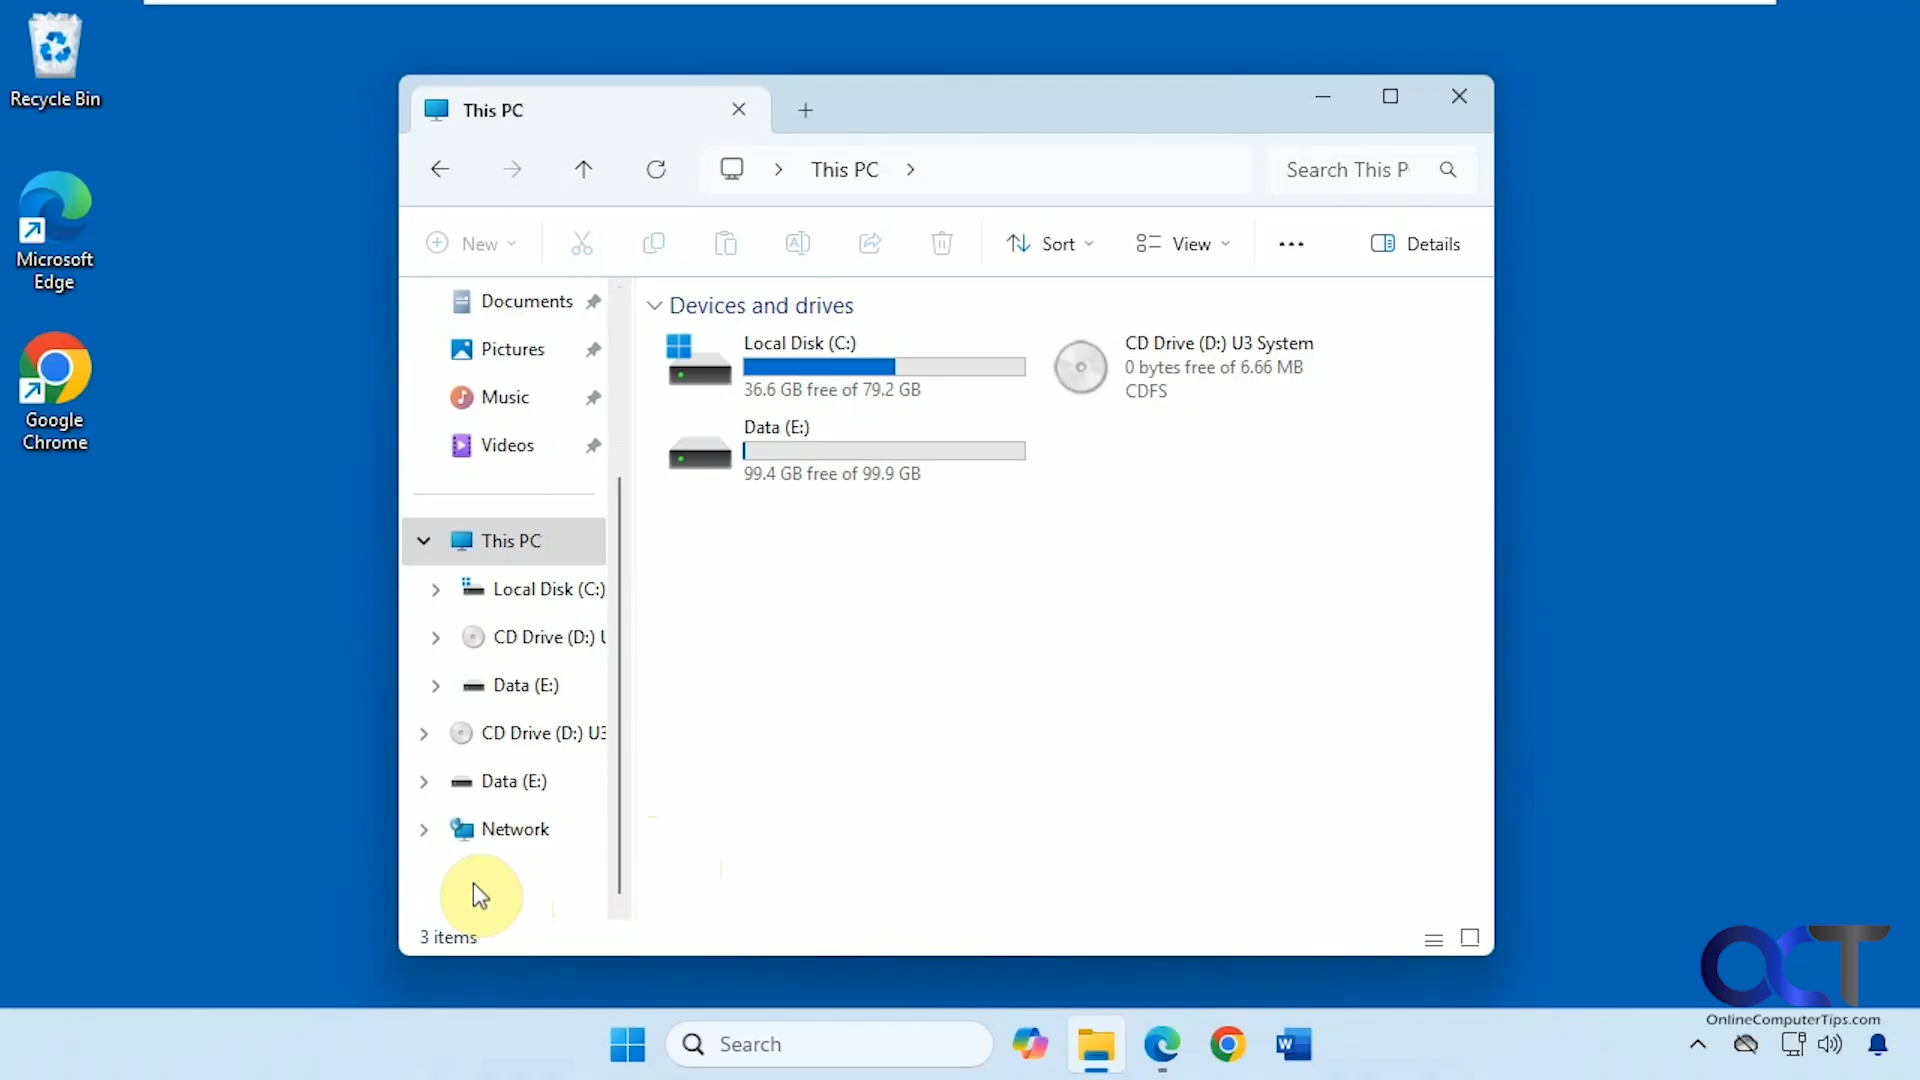 Recycle Bin
Microsoft
Edge
Google
Chrome
This PC
This PC
Search This P
New
Sort
View
Details
Documents
Pictures
Music
Videos
This PC
Local Disk (C:)
CD Drive (D:) U
Data (E:)
CD Drive (D:) U3
Data (E:)
Network
3 items
Devices and drives
Local Disk (C:)
36.6 GB free of 79.2 GB
CD Drive (D:) U3 System
0 bytes free of 6.66 MB
CDFS
Data (E:)
99.4 GB free of 99.9 GB
OCT
OnlineComputerTips.com
Search
W